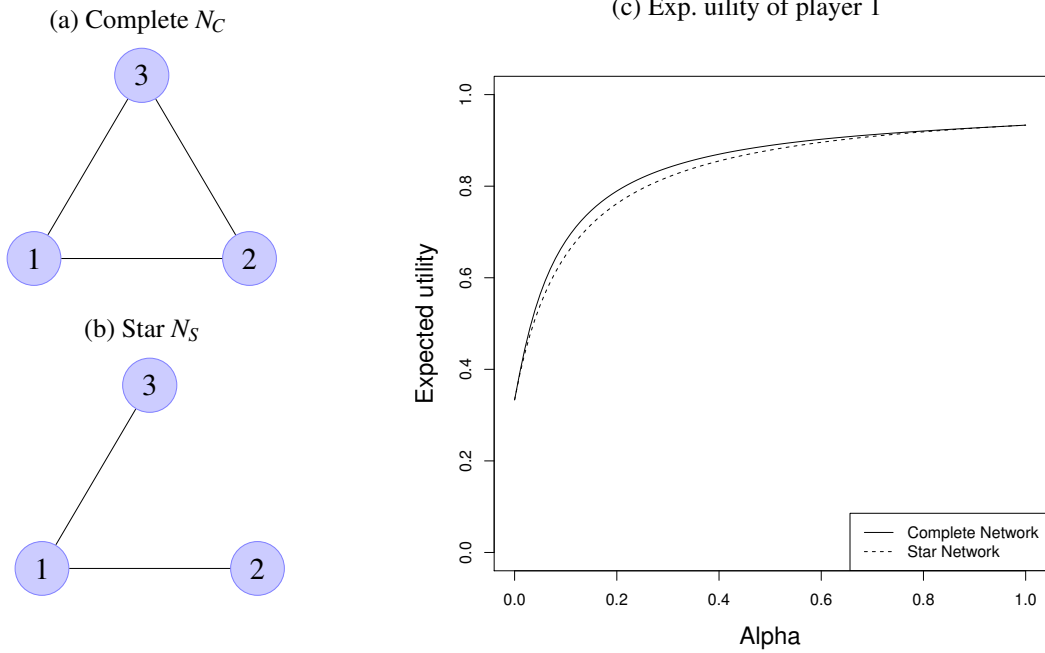 (a) Complete N_C
3
1
2
(b) Star N_S
3
1
2
(c) Exp. uility of player 1
Expected utility
1.0
0.8
0.6
0.4
0.2
0.0
Complete Network
Star Network
0.0 0.2 0.4 0.6 0.8 1.0
Alpha